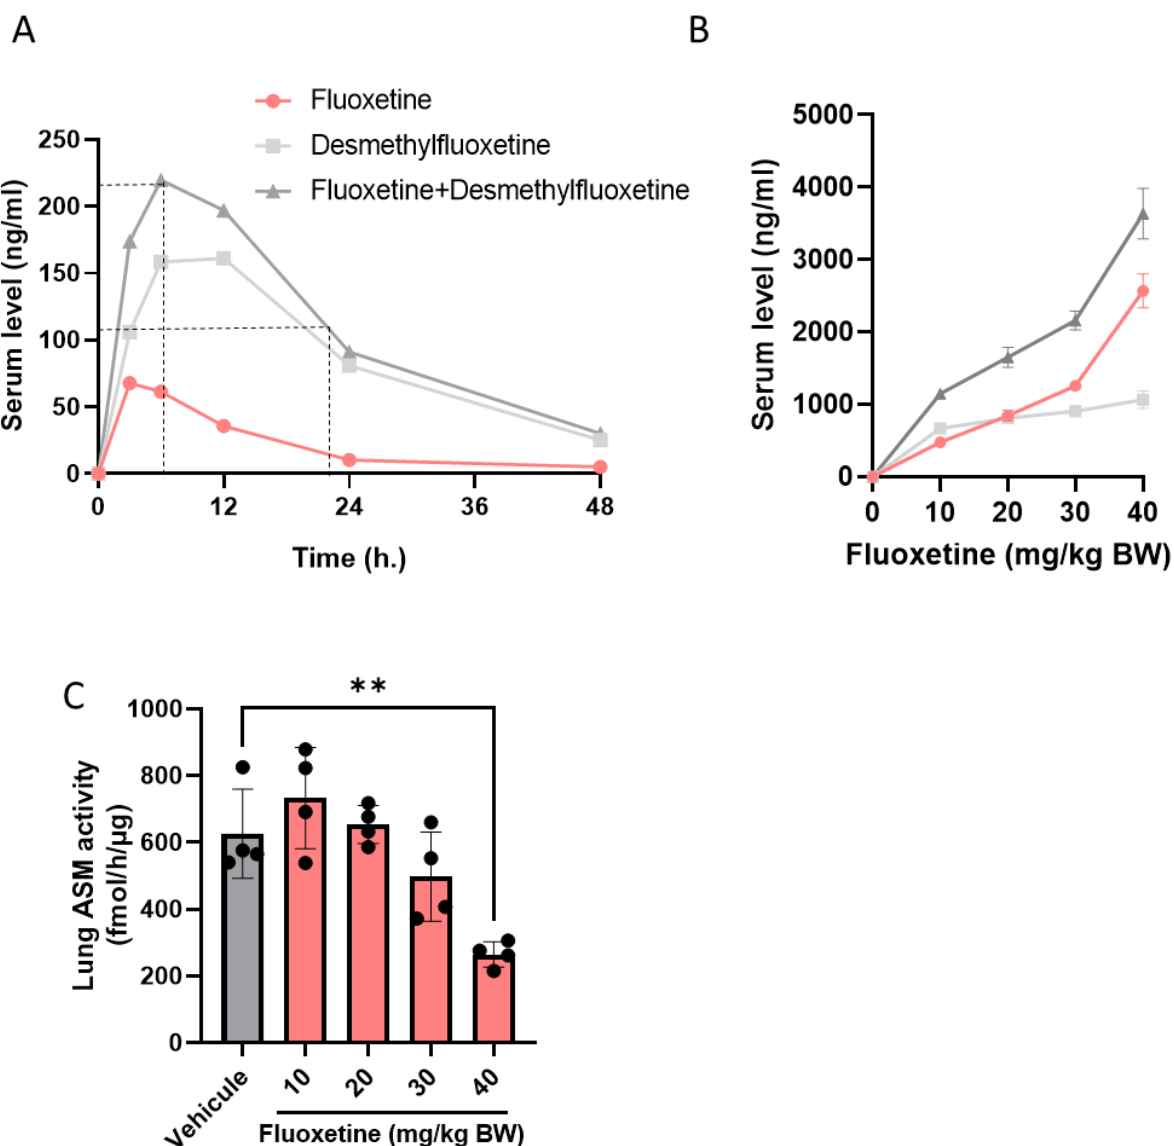 A
Fluoxetine
Desmethylfluoxetine
Fluoxetine+Desmethylfluoxetine
Serum level (ng/ml)
250
200
150
100
50
0
0 12 24 36 48
Time (h.)
B
Serum level (ng/ml)
5000
4000
3000
2000
1000
0
0 10 20 30 40
Fluoxetine (mg/kg BW)
C
**
Lung ASM activity
(fmol/h/µg)
1000
800
600
400
200
0
Vehicule 10 20 30 40
Fluoxetine (mg/kg BW)